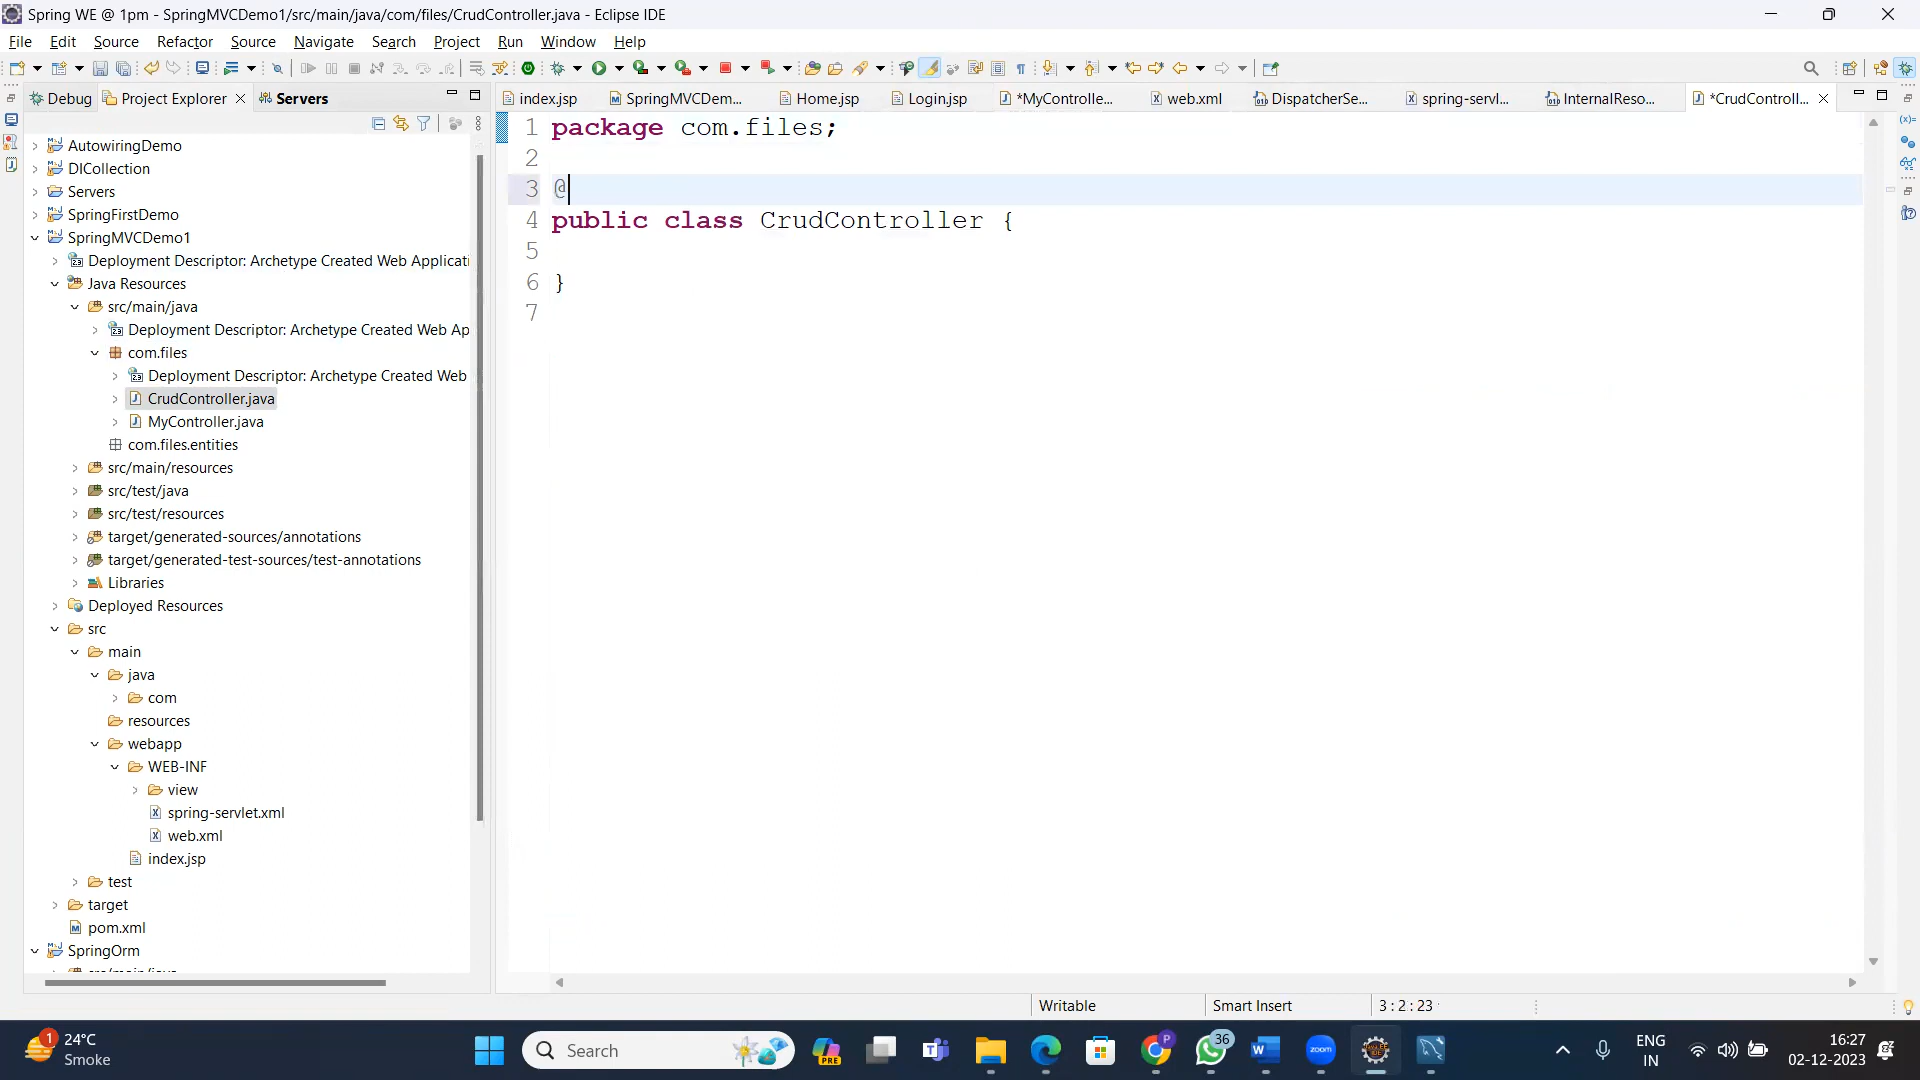 Spring WE @ 1pm - SpringMVCDemo1/src/main/java/com/files/CrudController.java - Eclipse IDE
File Edit Source Refactor Source Navigate Search Project Run Window Help
Debug Project Explorer Servers
index.jsp SpringMVCDem... Home.jsp Login.jsp *MyControlle... web.xml DispatcherSe... spring-servl... InternalReso... *CrudControll...
AutowiringDemo
DICollection
Servers
SpringFirstDemo
SpringMVCDemo1
Deployment Descriptor: Archetype Created Web Applicati
Java Resources
src/main/java
Deployment Descriptor: Archetype Created Web Ap
com.files
Deployment Descriptor: Archetype Created Web
CrudController.java
MyController.java
com.files.entities
src/main/resources
src/test/java
src/test/resources
target/generated-sources/annotations
target/generated-test-sources/test-annotations
Libraries
Deployed Resources
src
main
java
com
resources
webapp
WEB-INF
view
spring-servlet.xml
web.xml
index.jsp
test
target
pom.xml
SpringOrm
1 package com.files;
2
3 @
4 public class CrudController {
5
6 }
7
Writable Smart Insert 3 : 2 : 23
1 24°C
Smoke
Search
PRE
36
zoom
ENG
IN
16:27
02-12-2023